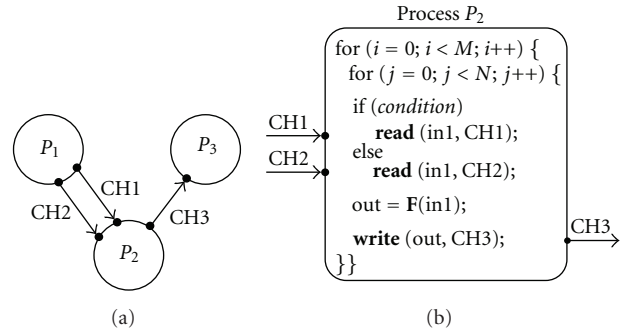 P1
P3
CH1
CH2
CH3
P2
(a)
Process P2
for (i = 0; i < M; i++) {
for (j = 0; j < N; j++) {
if (condition)
read (in1, CH1);
else
read (in1, CH2);
out = F(in1);
write (out, CH3);
}}
CH1
CH2
CH3
(b)